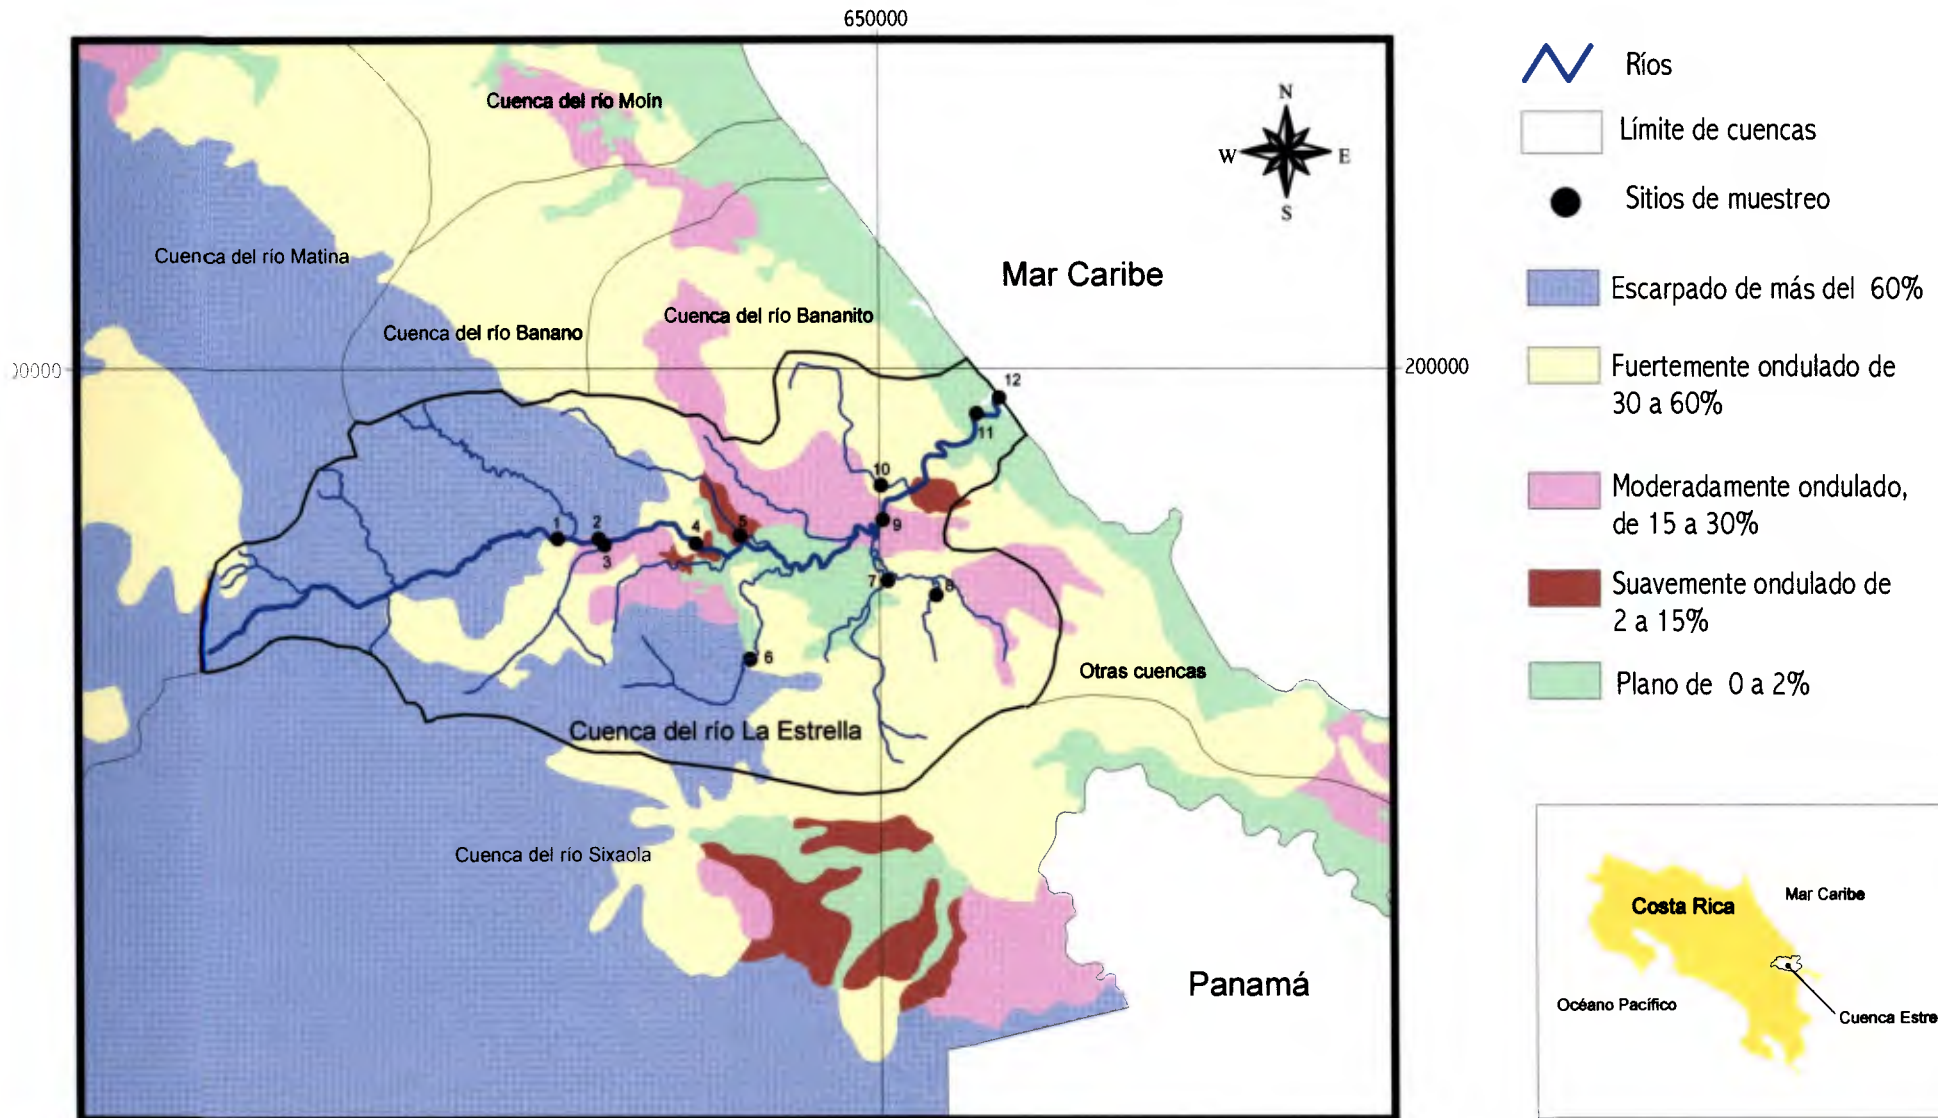 650000
Cuenca del río Moín
N
W
E
S
Cuenca del río Matina
Mar Caribe
Cuenca del río Bananito
Cuenca del río Banano
200000
12
11
10
9
1
2
3
4
5
7
8
6
Otras cuencas
Cuenca del río La Estrella
Cuenca del río Sixaola
Panamá
Ríos
Límite de cuencas
Sitios de muestreo
Escarpado de más del 60%
Fuertemente ondulado de
30 a 60%
Moderadamente ondulado,
de 15 a 30%
Suavemente ondulado de
2 a 15%
Plano de 0 a 2%
Costa Rica
Mar Caribe
Océano Pacífico
Cuenca Estre